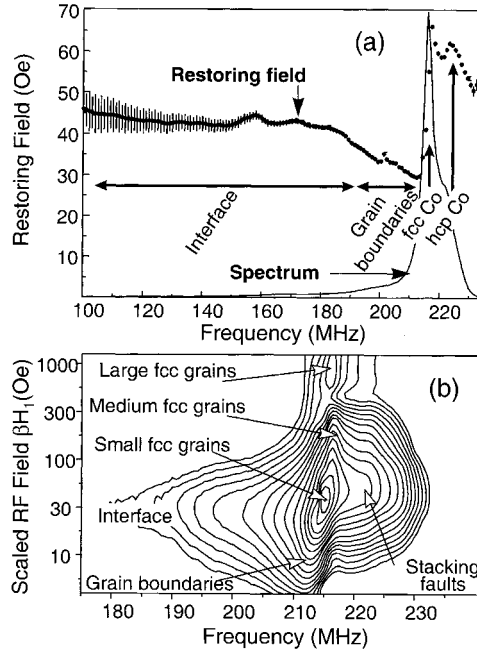 (a)
Restoring Field (Oe)
70
60
50
40
30
20
10
0
Restoring field
Interface
Grain
boundaries
fcc Co
hcp Co
Spectrum
100 120 140 160 180 200 220
Frequency (MHz)
(b)
Scaled RF Field βH1(Oe)
1000
300
100
30
10
Large fcc grains
Medium fcc grains
Small fcc grains
Interface
Grain boundaries
Stacking
faults
180 190 200 210 220 230
Frequency (MHz)